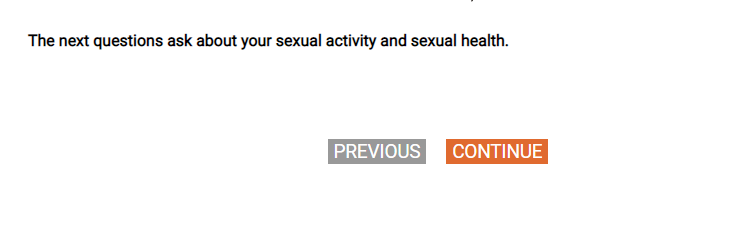 The next questions ask about your sexual activity and sexual health.
PREVIOUS CONTINUE